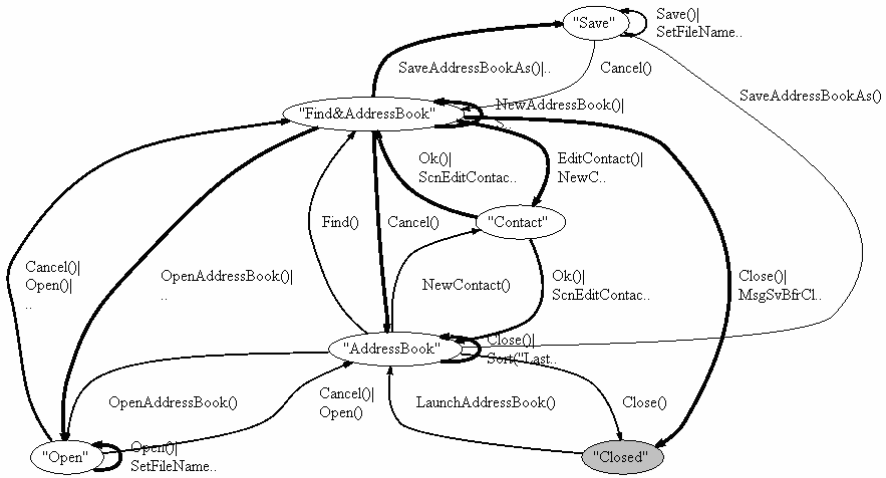 "Save"
Save()|
SetFileName..
SaveAddressBookAs()|..
Cancel()
SaveAddressBookAs()
"Find&AddressBook"
NewAddressBook()|
..
Ok()|
ScnEditContac..
EditContact()|
NewC..
Find()
Cancel()
"Contact"
Cancel()|
Open()|
..
OpenAddressBook()|
..
NewContact()
Ok()|
ScnEditContac..
Close()|
MsgSvBfrCl..
"AddressBook"
Close()|
Sort("Last..
OpenAddressBook()
Cancel()|
Open()
LaunchAddressBook()
Close()
"Open"
Open()|
SetFileName..
"Closed"